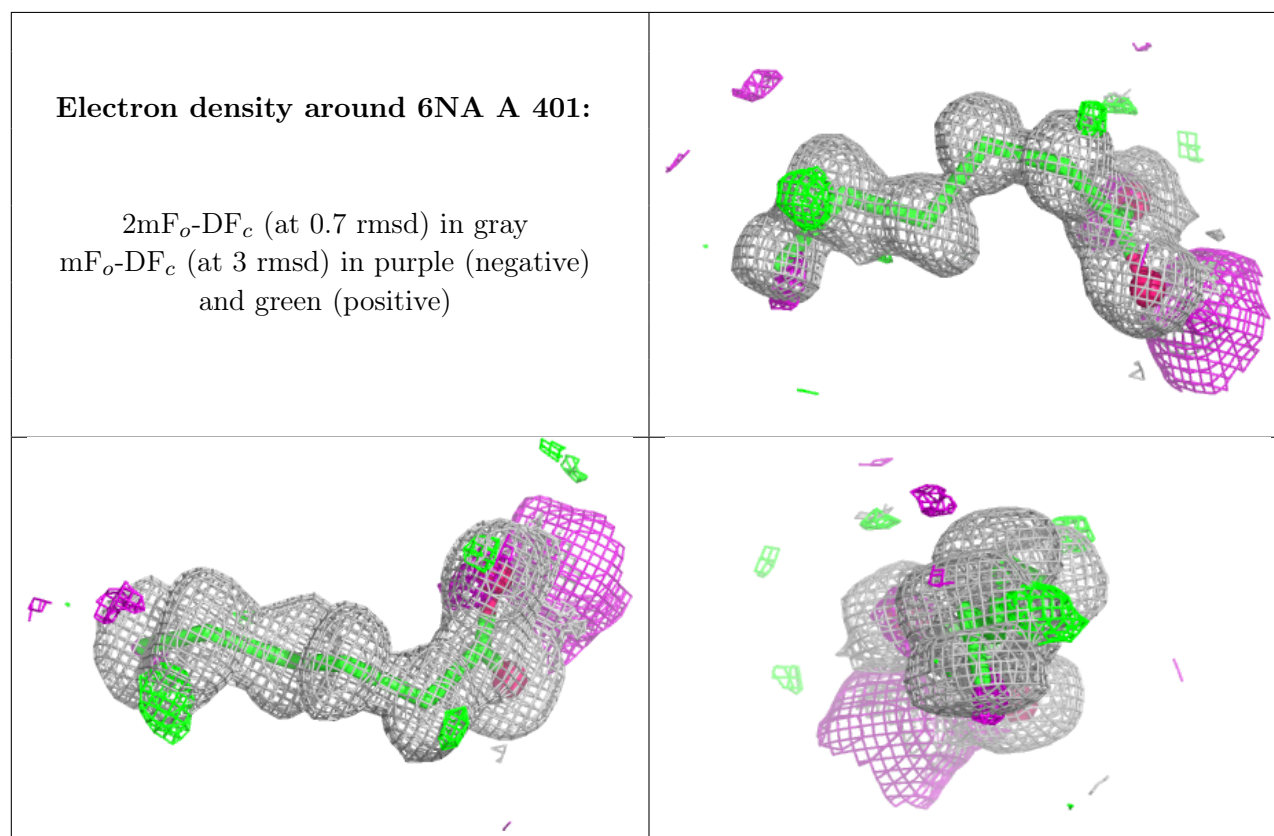 Electron density around 6NA A 401:
2mFo-DFc (at 0.7 rmsd) in gray
mFo-DFc (at 3 rmsd) in purple (negative)
and green (positive)